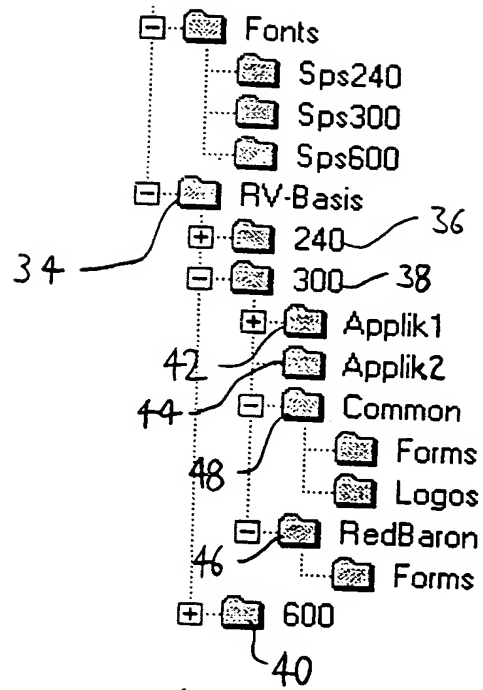 Fonts
Sps240
Sps300
Sps600
RV-Basis
34
240 36
300 38
Applik1
42
Applik2
44
Common
48
Forms
Logos
RedBaron
46
Forms
600
40